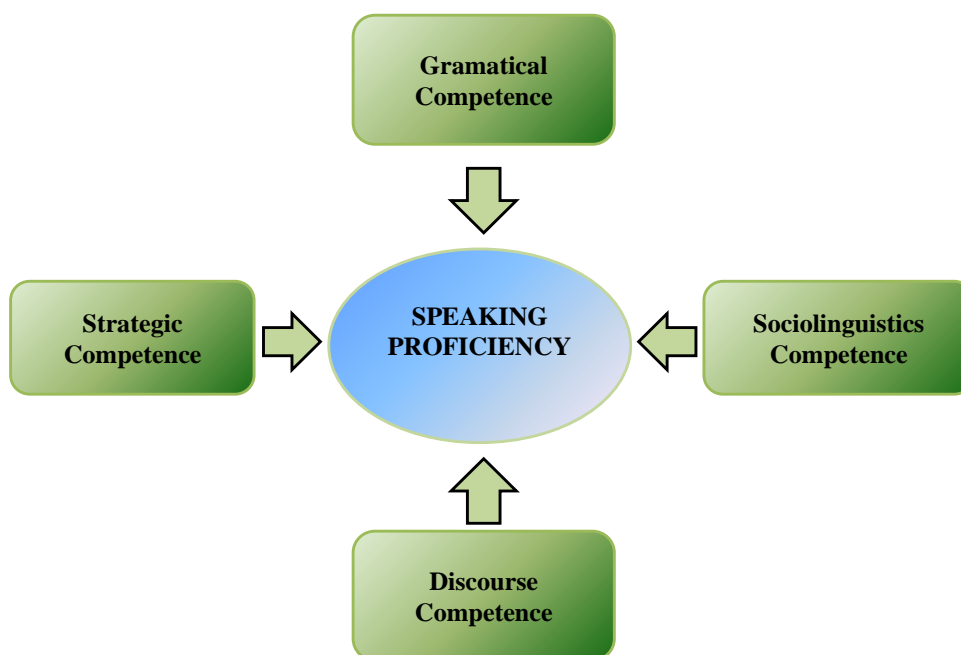 Gramatical
Competence
Strategic
Competence
SPEAKING
PROFICIENCY
Sociolinguistics
Competence
Discourse
Competence